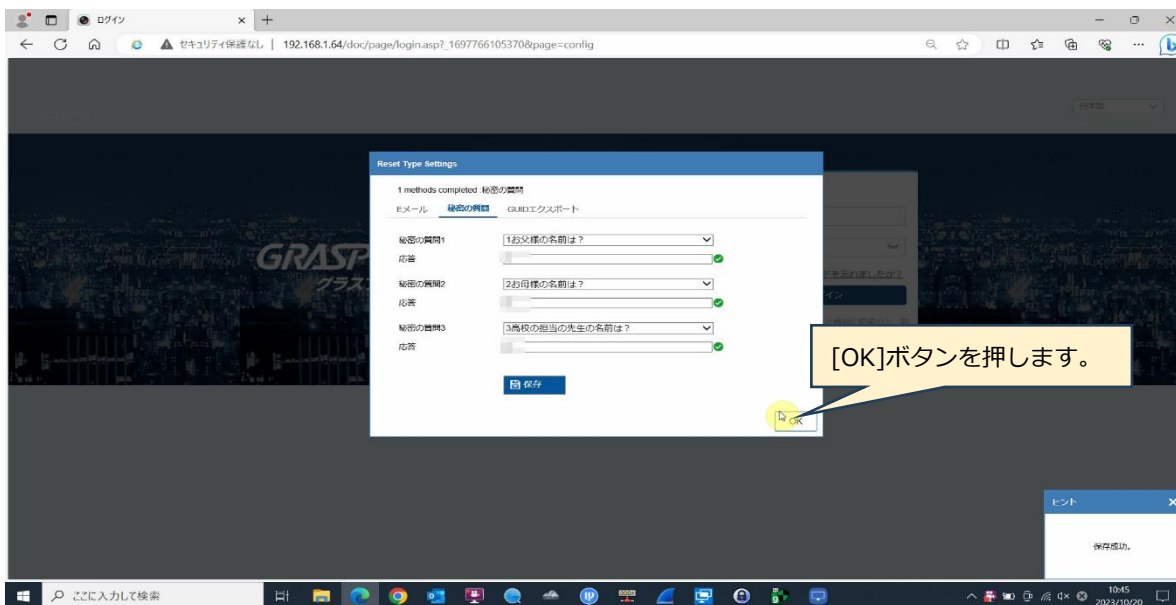 ログイン
セキュリティ保護なし | 192.168.1.64/doc/page/login.asp?_1697766105370&page=config
日本語
Reset Type Settings
1 methods completed :秘密の質問
Eメール 秘密の質問 GUIDエクスポート
秘密の質問1 1お父様の名前は?
応答
秘密の質問2 2お母様の名前は?
応答
秘密の質問3 3高校の担当の先生の名前は?
応答
保存
OK
GRASP
グラス
ドを忘れましたか?
イン
[OK]ボタンを押します。
ヒント
保存成功。
ここに入力して検索
10:45
2023/10/20